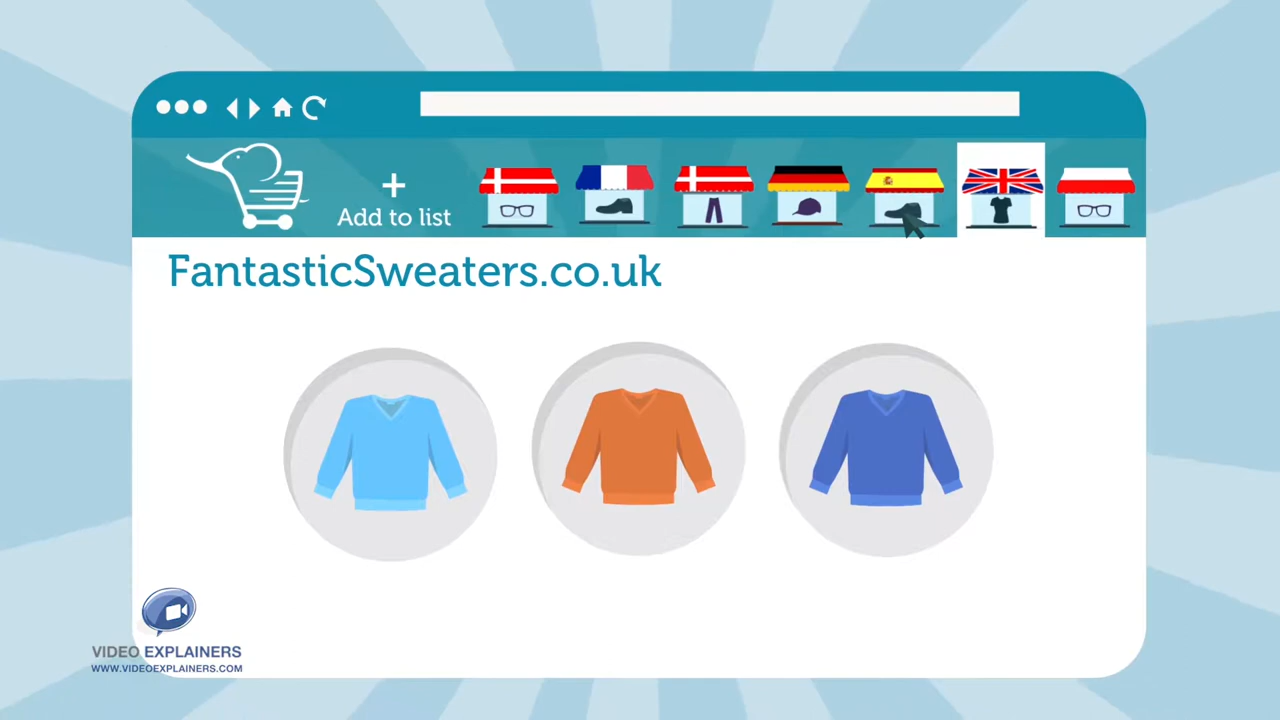 +
Add to list
FantasticSweaters.co.uk
VIDEO EXPLAINERS
WWW.VIDEOEXPLAINERS.COM